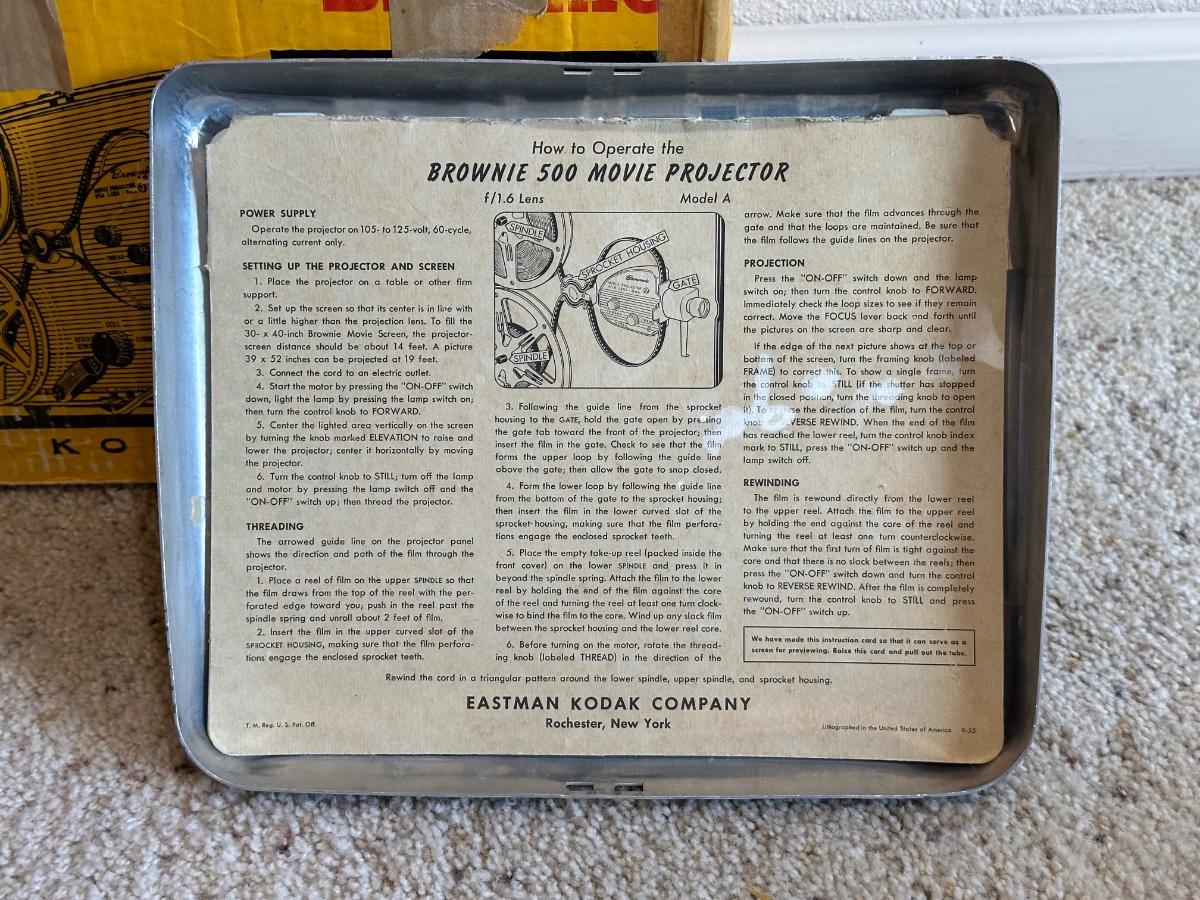 How to Operate the
BROWNIE 500 MOVIE PROJECTOR
f/1.6 Lens Model A
POWER SUPPLY
Operate the projector on 105- to 125-volt, 60-cycle,
alternating current only.
SETTING UP THE PROJECTOR AND SCREEN
1. Place the projector on a table or other firm
support.
2. Set up the screen so that its center is in line with
or a little higher than the projection lens. To fill the
30- x 40-inch Brownie Movie Screen, the projector-
screen distance should be about 14 feet. A picture
39 x 52 inches can be projected at 19 feet.
3. Connect the cord to an electric outlet.
4. Start the motor by pressing the "ON-OFF" switch
down, light the lamp by pressing the lamp switch on;
then turn the control knob to FORWARD.
5. Center the lighted area vertically on the screen
by turning the knob marked ELEVATION to raise and
lower the projector; center it horizontally by moving
the projector.
6. Turn the control knob to STILL; turn off the lamp
and motor by pressing the lamp switch off and the
"ON-OFF" switch up; then thread the projector.
THREADING
The arrowed guide line on the projector panel
shows the direction and path of the film through the
projector.
1. Place a reel of film on the upper SPINDLE so that
the film draws from the top of the reel with the per-
forated edge toward you; push in the reel past the
spindle spring and unroll about 2 feet of film.
2. Insert the film in the upper curved slot of the
SPROCKET HOUSING, making sure that the film perfora-
tions engage the enclosed sprocket teeth.
SPINDLE
SPROCKET HOUSING
GATE
Brownie
SPINDLE
3. Following the guide line from the sprocket
housing to the GATE, hold the gate open by pressing
the gate tab toward the front of the projector; then
insert the film in the gate. Check to see that the film
forms the upper loop by following the guide line
above the gate; then allow the gate to snap closed.
4. Form the lower loop by following the guide line
from the bottom of the gate to the sprocket housing;
then insert the film in the lower curved slot of the
sprocket-housing, making sure that the film perfora-
tions engage the enclosed sprocket teeth.
5. Place the empty take-up reel (packed inside the
front cover) on the lower SPINDLE and press it in
beyond the spindle spring. Attach the film to the lower
reel by holding the end of the film against the core
of the reel and turning the reel at least one turn clock-
wise to bind the film to the core. Wind up any slack film
between the sprocket housing and the lower reel core.
6. Before turning on the motor, rotate the thread-
ing knob (labeled THREAD) in the direction of the
arrow. Make sure that the film advances through the
gate and that the loops are maintained. Be sure that
the film follows the guide lines on the projector.
PROJECTION
Press the "ON-OFF" switch down and the lamp
switch on; then turn the control knob to FORWARD.
Immediately check the loop sizes to see if they remain
correct. Move the FOCUS lever back and forth until
the pictures on the screen are sharp and clear.
If the edge of the next picture shows at the top or
bottom of the screen, turn the framing knob (labeled
FRAME) to correct this. To show a single frame, turn
the control knob to STILL (if the shutter has stopped
in the closed position, turn the threading knob to open
it). To the direction of the film, turn the control
knob REVERSE REWIND. When the end of the film
has reached the lower reel, turn the control knob index
mark to STILL, press the "ON-OFF" switch up and the
lamp switch off.
REWINDING
The film is rewound directly from the lower reel
to the upper reel. Attach the film to the upper reel
by holding the end against the core of the reel and
turning the reel at least one turn counterclockwise.
Make sure that the first turn of film is tight against the
core and that there is no slack between the reels; then
press the "ON-OFF" switch down and turn the control
knob to REVERSE REWIND. After the film is completely
rewound, turn the control knob to STILL and press
the "ON-OFF" switch up.
We have made this instruction card so that it can serve as a
screen for previewing. Raise this card and pull out the tabs.
Rewind the cord in a triangular pattern around the lower spindle, upper spindle, and sprocket housing.
EASTMAN KODAK COMPANY
Rochester, New York
T. M. Reg. U. S. Pat. Off.
Lithographed in the United States of America 9-55
STILL
K O